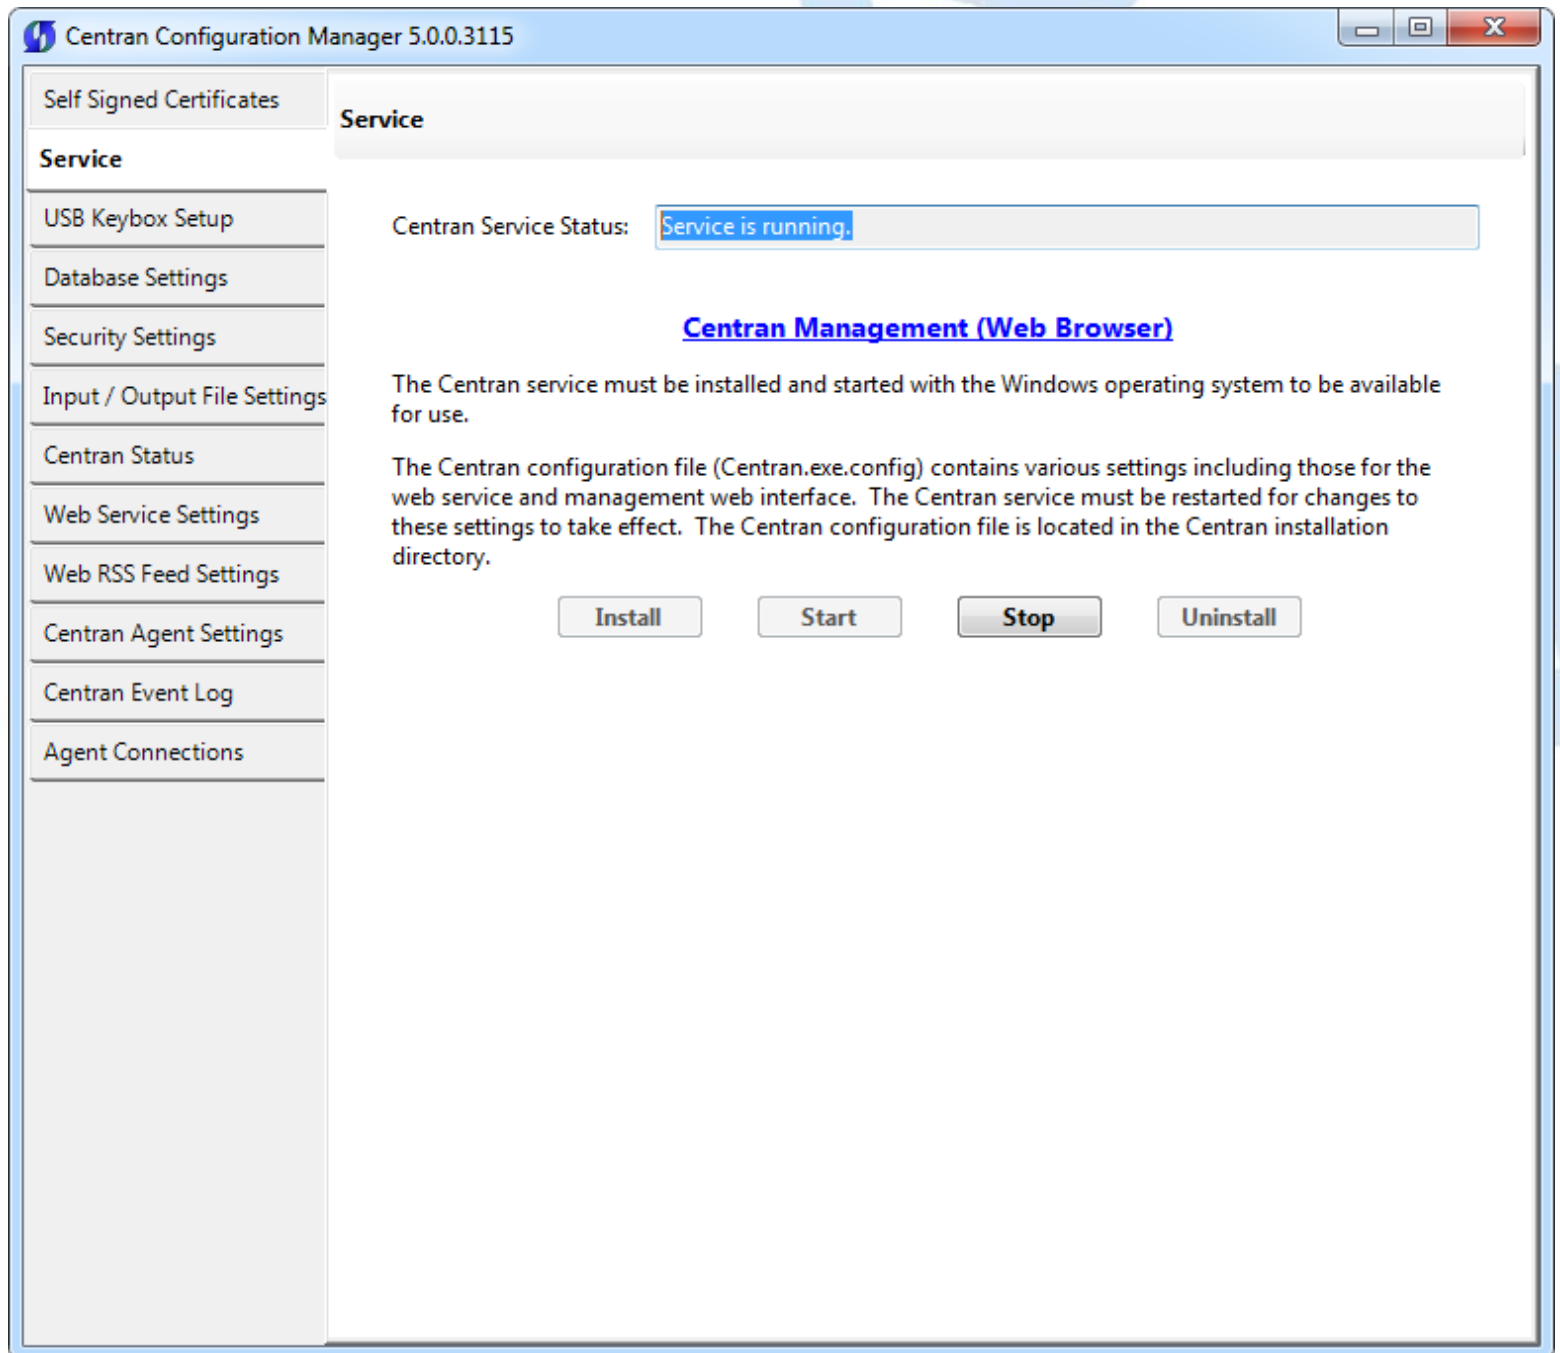 Centran Configuration Manager 5.0.0.3115
Self Signed Certificates
Service
USB Keybox Setup
Database Settings
Security Settings
Input / Output File Settings
Centran Status
Web Service Settings
Web RSS Feed Settings
Centran Agent Settings
Centran Event Log
Agent Connections
Service
Centran Service Status: Service is running.
Centran Management (Web Browser)
The Centran service must be installed and started with the Windows operating system to be available
for use.
The Centran configuration file (Centran.exe.config) contains various settings including those for the
web service and management web interface.  The Centran service must be restarted for changes to
these settings to take effect.  The Centran configuration file is located in the Centran installation
directory.
Install Start Stop Uninstall